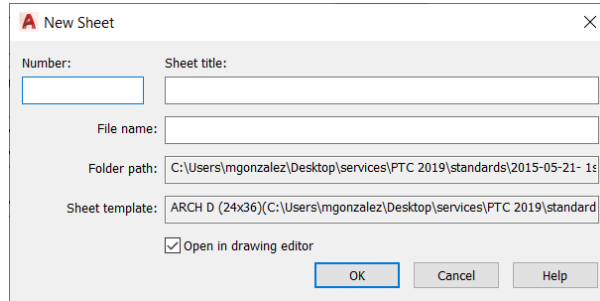 New Sheet
Number: Sheet title:
File name:
Folder path: C:\Users\mgonzalez\Desktop\services\PTC 2019\standards\2015-05-21- 1s
Sheet template: ARCH D (24x36)(C:\Users\mgonzalez\Desktop\services\PTC 2019\standard
Open in drawing editor
OK Cancel Help